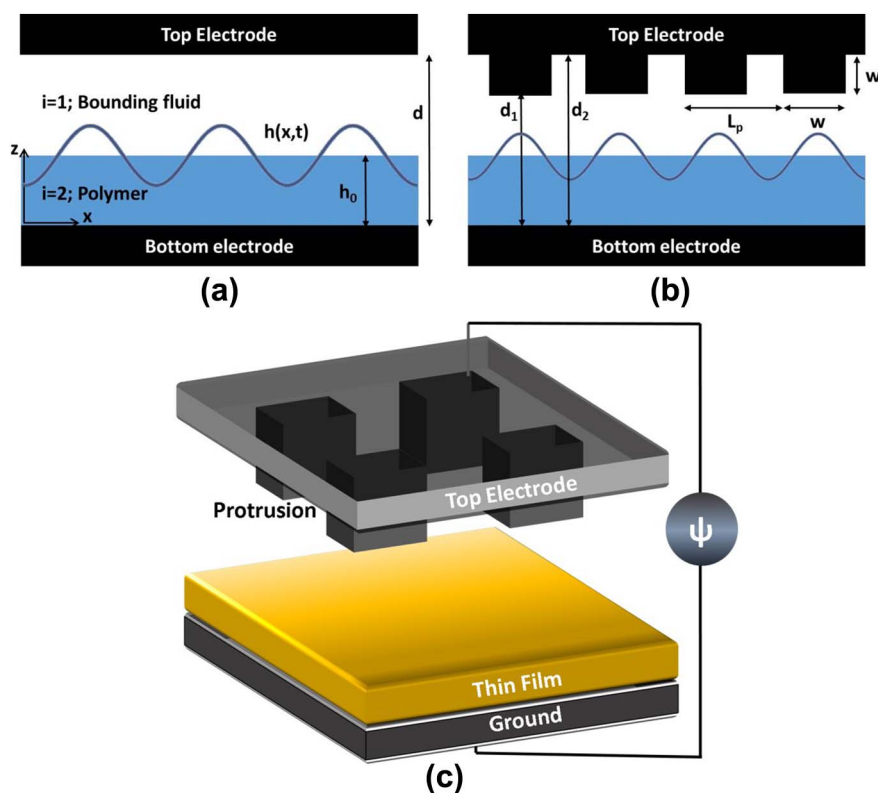 Top Electrode
i=1; Bounding fluid
d
h(x,t)
z
i=2; Polymer
h0
x
Bottom electrode
(a)
Top Electrode
w
d1
d2
Lp
w
Bottom electrode
(b)
Protrusion
Top Electrode
ψ
Thin Film
Ground
(c)